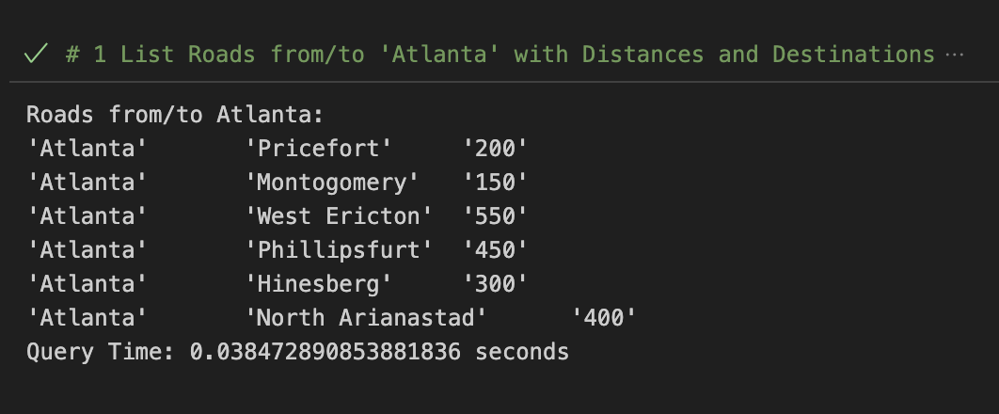 # 1 List Roads from/to 'Atlanta' with Distances and Destinations ···
Roads from/to Atlanta:
'Atlanta' 'Pricefort' '200'
'Atlanta' 'Montogomery' '150'
'Atlanta' 'West Ericton' '550'
'Atlanta' 'Phillipsfurt' '450'
'Atlanta' 'Hinesberg' '300'
'Atlanta' 'North Arianastad' '400'
Query Time: 0.038472890853881836 seconds